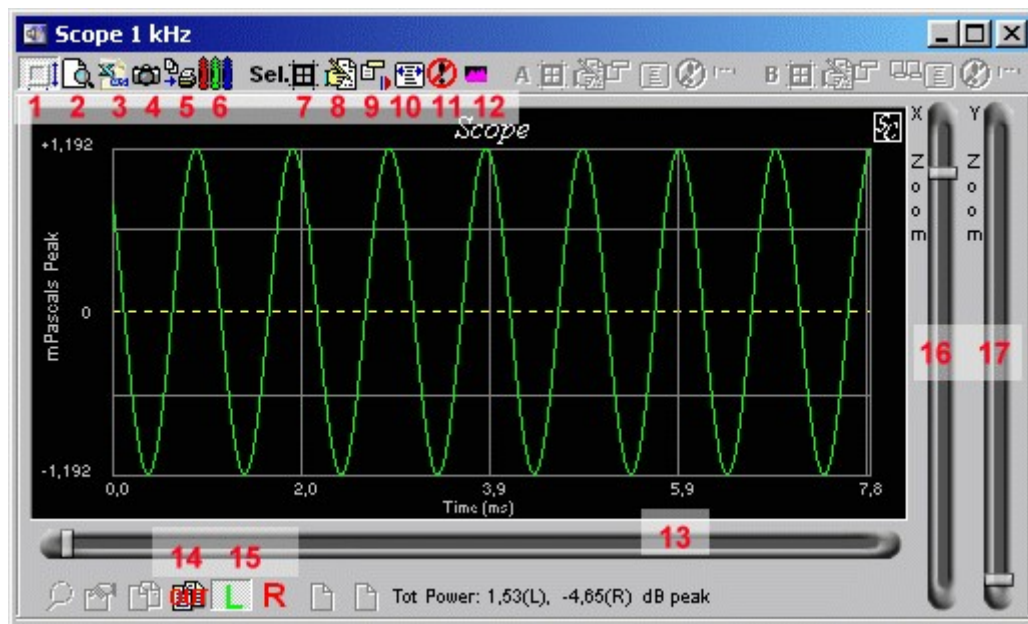 Scope 1 kHz
Sel. A B
1 2 3 4 5 6 7 8 9 10 11 12
Scope
X Zoom
Y Zoom
+1,192
0
-1,192
mPascals Peak
0,0 2,0 3,9 5,9 7,8
Time (ms)
16 17
13
14 15
L R Tot Power: 1,53(L), -4,65(R) dB peak